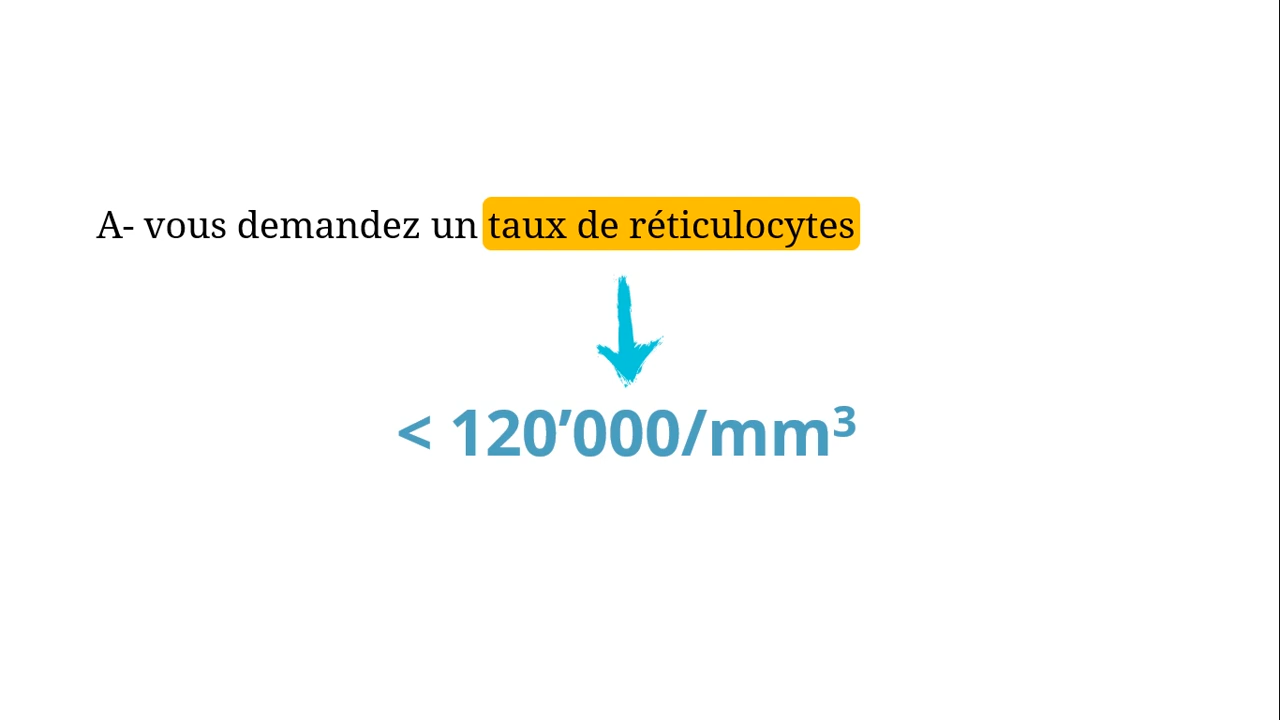 A- vous demandez un taux de réticulocytes
< 120’000/mm³